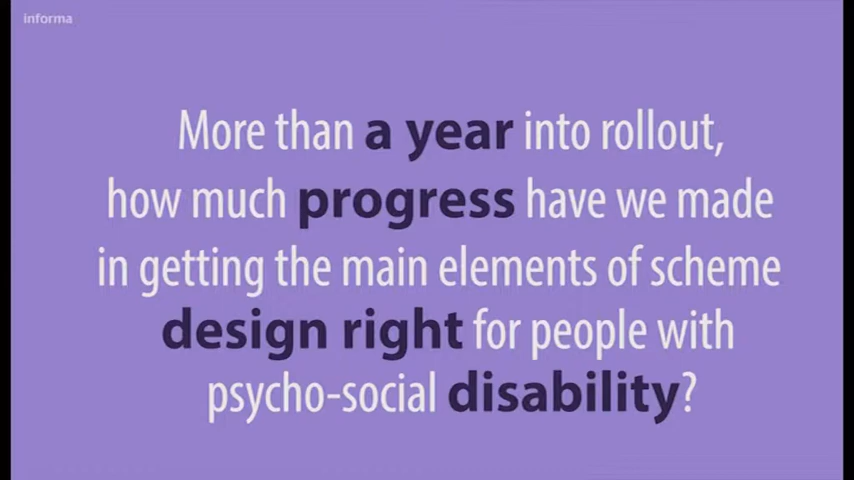 informa
More than a year into rollout,
how much progress have we made
in getting the main elements of scheme
design right for people with
psycho-social disability?